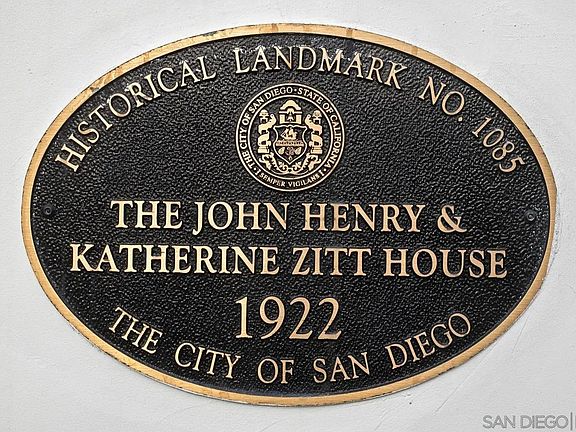 HISTORICAL LANDMARK NO. 1085
THE CITY OF SAN DIEGO • STATE OF CALIFORNIA
SEMPER VIGILANS
THE JOHN HENRY &
KATHERINE ZITT HOUSE
1922
THE CITY OF SAN DIEGO
SAN DIEGO|